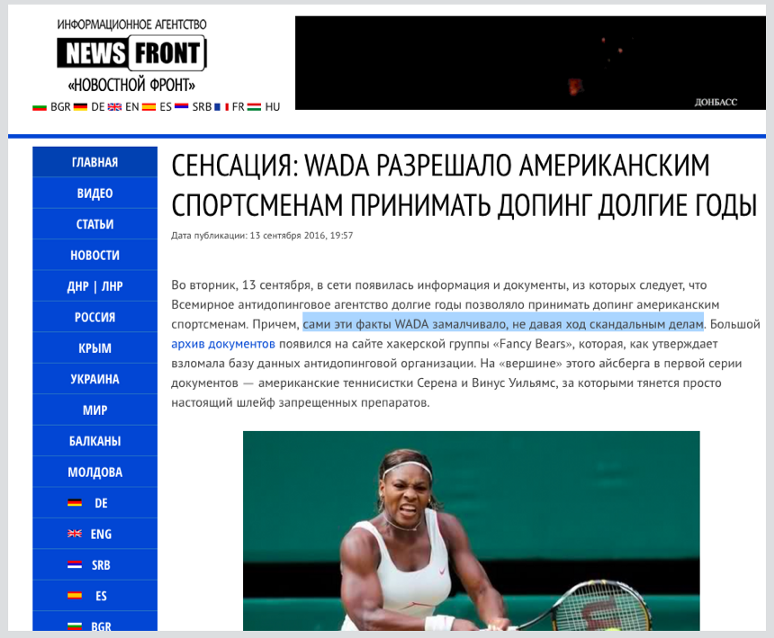 ИНФОРМАЦИОННОЕ АГЕНТСТВО
NEWS FRONT
«НОВОСТНОЙ ФРОНТ»
BGR DE EN ES SRB FR HU
ДОНБАСС
ГЛАВНАЯ
ВИДЕО
СТАТЬИ
НОВОСТИ
ДНР | ЛНР
РОССИЯ
КРЫМ
УКРАИНА
МИР
БАЛКАНЫ
МОЛДОВА
DE
ENG
SRB
ES
BGR
СЕНСАЦИЯ: WADA РАЗРЕШАЛО АМЕРИКАНСКИМ
СПОРТСМЕНАМ ПРИНИМАТЬ ДОПИНГ ДОЛГИЕ ГОДЫ
Дата публикации: 13 сентября 2016, 19:57
Во вторник, 13 сентября, в сети появилась информация и документы, из которых следует, что
Всемирное антидопинговое агентство долгие годы позволяло принимать допинг американским
спортсменам. Причем, сами эти факты WADA замалчивало, не давая ход скандальным делам. Большой
архив документов появился на сайте хакерской группы «Fancy Bears», которая, как утверждает
взломала базу данных антидопинговой организации. На «вершине» этого айсберга в первой серии
документов — американские теннисистки Серена и Винус Уильямс, за которыми тянется просто
настоящий шлейф запрещенных препаратов.